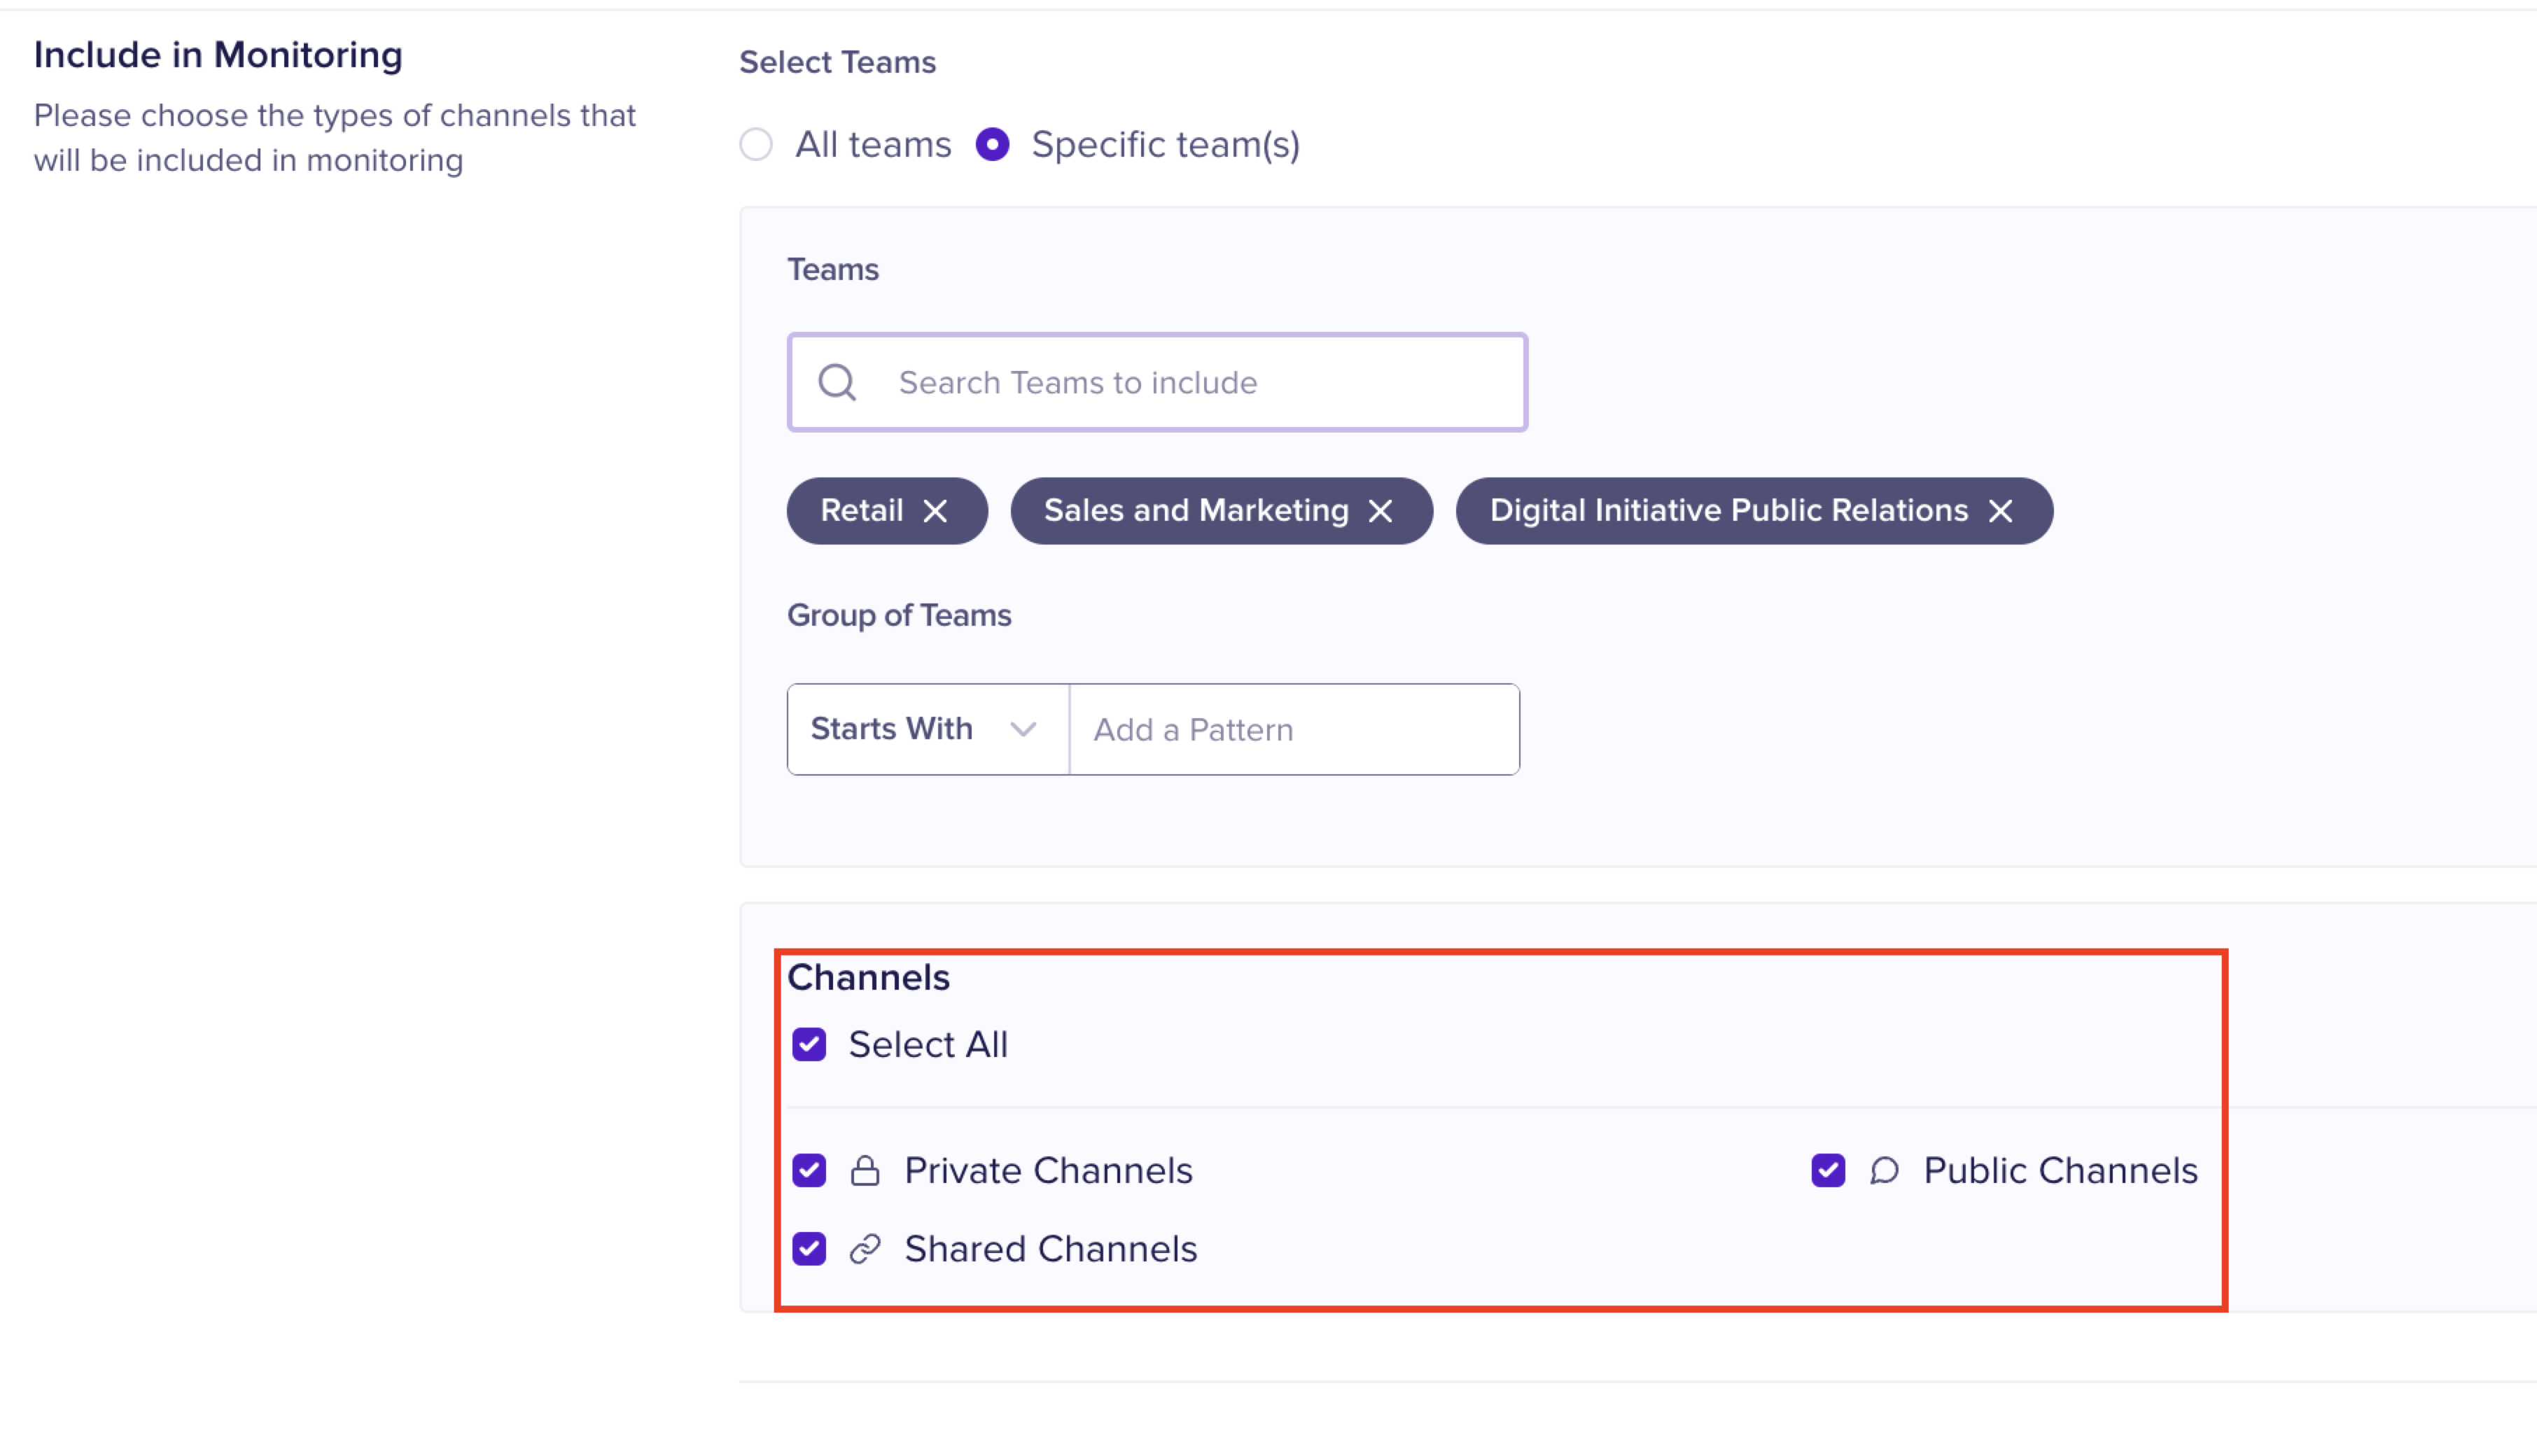 Include in Monitoring
Please choose the types of channels that
will be included in monitoring
Select Teams
All teams Specific team(s)
Teams
Search Teams to include
Retail Sales and Marketing Digital Initiative Public Relations
Group of Teams
Starts With Add a Pattern
Channels
Select All
Private Channels Public Channels
Shared Channels